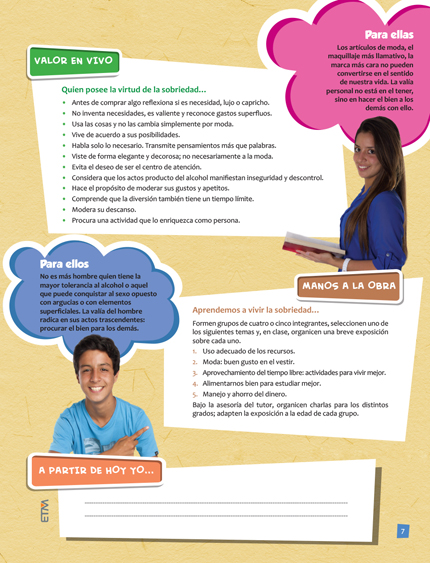 Para ellas
Los artículos de moda, el
maquillaje más llamativo, la
marca más cara no pueden
convertirse en el sentido
de nuestra vida. La valía
personal no está en el tener,
sino en hacer el bien a los
demás con ello.
VALOR EN VIVO
Quien posee la virtud de la sobriedad…
• Antes de comprar algo reflexiona si es necesidad, lujo o capricho.
• No inventa necesidades, es valiente y reconoce gastos superfluos.
• Usa las cosas y no las cambia simplemente por moda.
• Vive de acuerdo a sus posibilidades.
• Habla solo lo necesario. Transmite pensamientos más que palabras.
• Viste de forma elegante y decorosa; no necesariamente a la moda.
• Evita el deseo de ser el centro de atención.
• Considera que los actos producto del alcohol manifiestan inseguridad y descontrol.
• Hace el propósito de moderar sus gustos y apetitos.
• Comprende que la diversión también tiene un tiempo límite.
• Modera su descanso.
• Procura una actividad que lo enriquezca como persona.
Para ellos
No es más hombre quien tiene la
mayor tolerancia al alcohol o aquel
que puede conquistar al sexo opuesto
con argucias o con elementos
superficiales. La valía del hombre
radica en sus actos trascendentes:
procurar el bien para los demás.
MANOS A LA OBRA
Aprendemos a vivir la sobriedad…
Formen grupos de cuatro o cinco integrantes, seleccionen uno de
los siguientes temas y, en clase, organicen una breve exposición
sobre cada uno.
1. Uso adecuado de los recursos.
2. Moda: buen gusto en el vestir.
3. Aprovechamiento del tiempo libre: actividades para vivir mejor.
4. Alimentarnos bien para estudiar mejor.
5. Manejo y ahorro del dinero.
Bajo la asesoría del tutor, organicen charlas para los distintos
grados; adapten la exposición a la edad de cada grupo.
A PARTIR DE HOY YO...
7